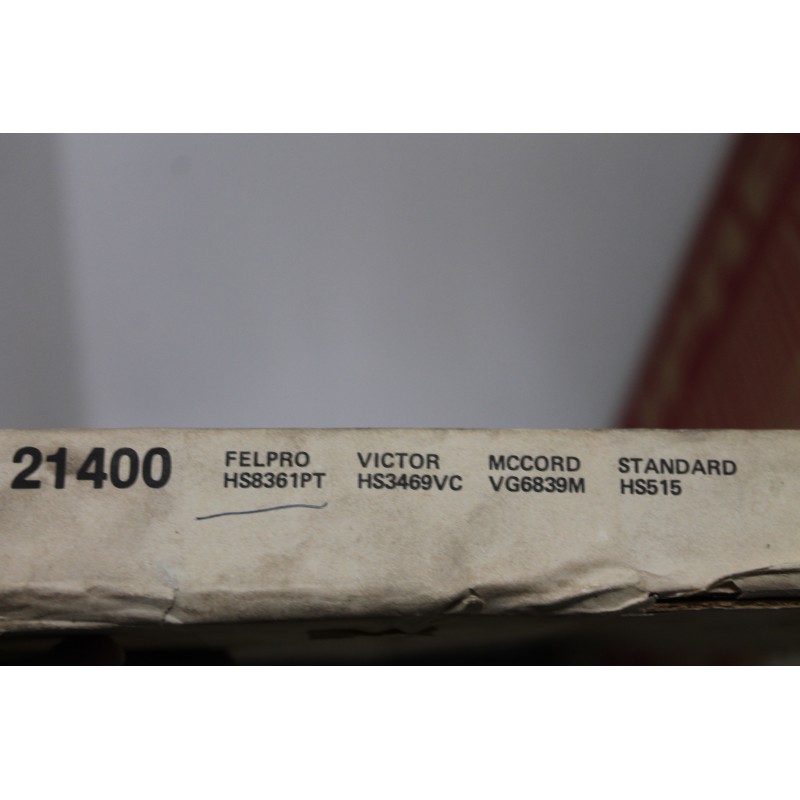 21400 FELPRO VICTOR MCCORD STANDARD
HS8361PT HS3469VC VG6839M HS515